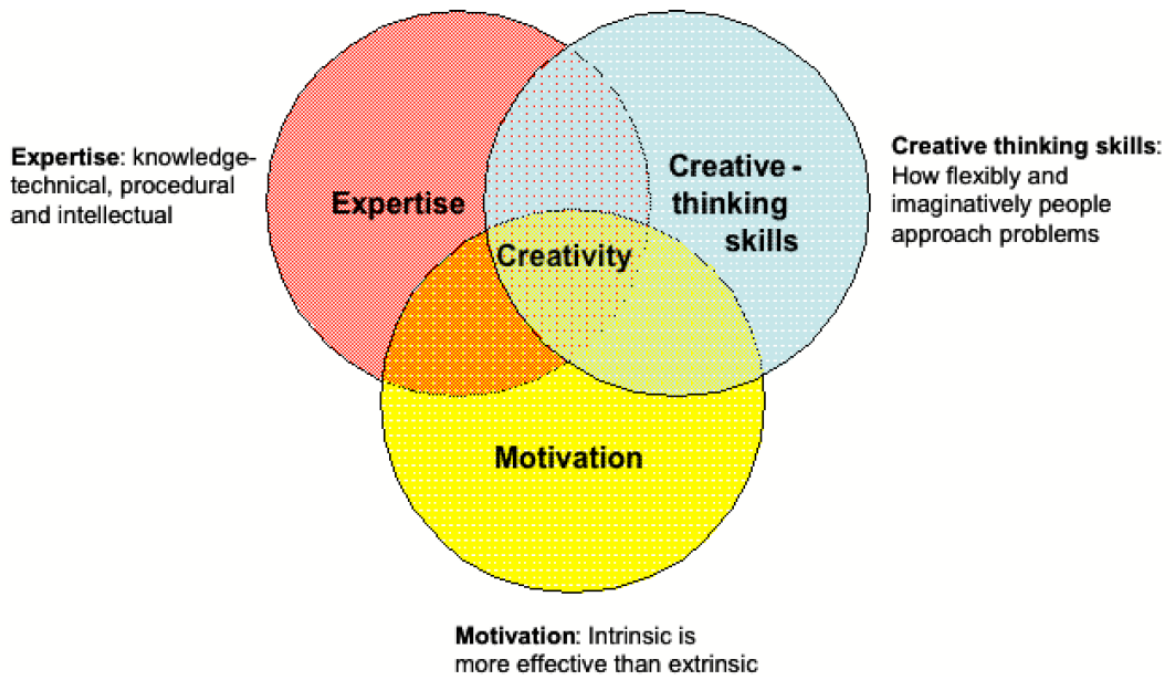 Expertise: knowledge-
technical, procedural
and intellectual
Expertise
Creative -
thinking
skills
Creativity
Motivation
Creative thinking skills:
How flexibly and
imaginatively people
approach problems
Motivation: Intrinsic is
more effective than extrinsic